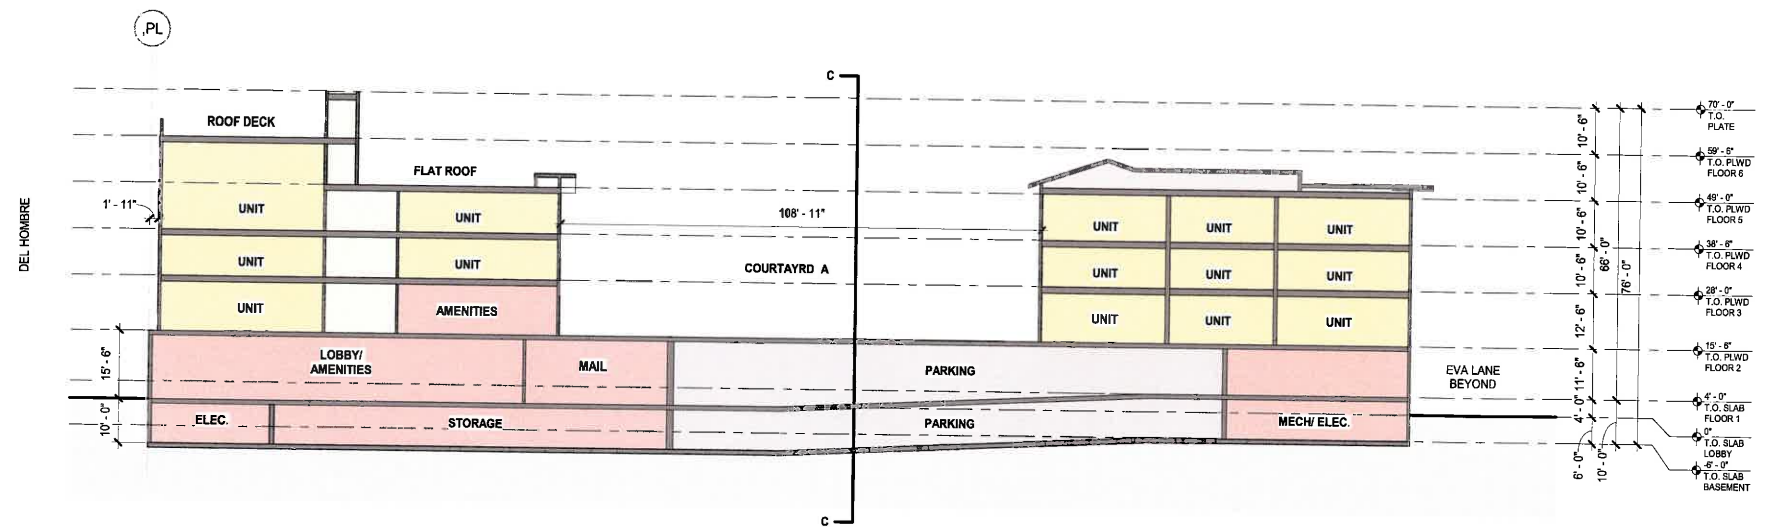 PL
C
70' - 0"
T.O.
PLATE
ROOF DECK
10' - 6"
59' - 6"
T.O. PLWD
FLOOR 6
FLAT ROOF
10' - 6"
DEL HOMBRE
1' - 11"
UNIT
UNIT
108' - 11"
UNIT
UNIT
UNIT
49' - 0"
T.O. PLWD
FLOOR 5
10' - 6"
66' - 0"
76' - 0"
UNIT
UNIT
COURTAYRD A
UNIT
UNIT
UNIT
38' - 6"
T.O. PLWD
FLOOR 4
10' - 6"
UNIT
AMENITIES
UNIT
UNIT
UNIT
28' - 0"
T.O. PLWD
FLOOR 3
12' - 6"
15' - 6"
LOBBY/
AMENITIES
MAIL
PARKING
EVA LANE
BEYOND
15' - 6"
T.O. PLWD
FLOOR 2
11' - 6"
10' - 0"
ELEC.
STORAGE
PARKING
MECH/ ELEC.
4' - 0"
4' - 0"
T.O. SLAB
FLOOR 1
0"
T.O. SLAB
LOBBY
6' - 0"
10' - 0"
-6' - 0"
T.O. SLAB
BASEMENT
C